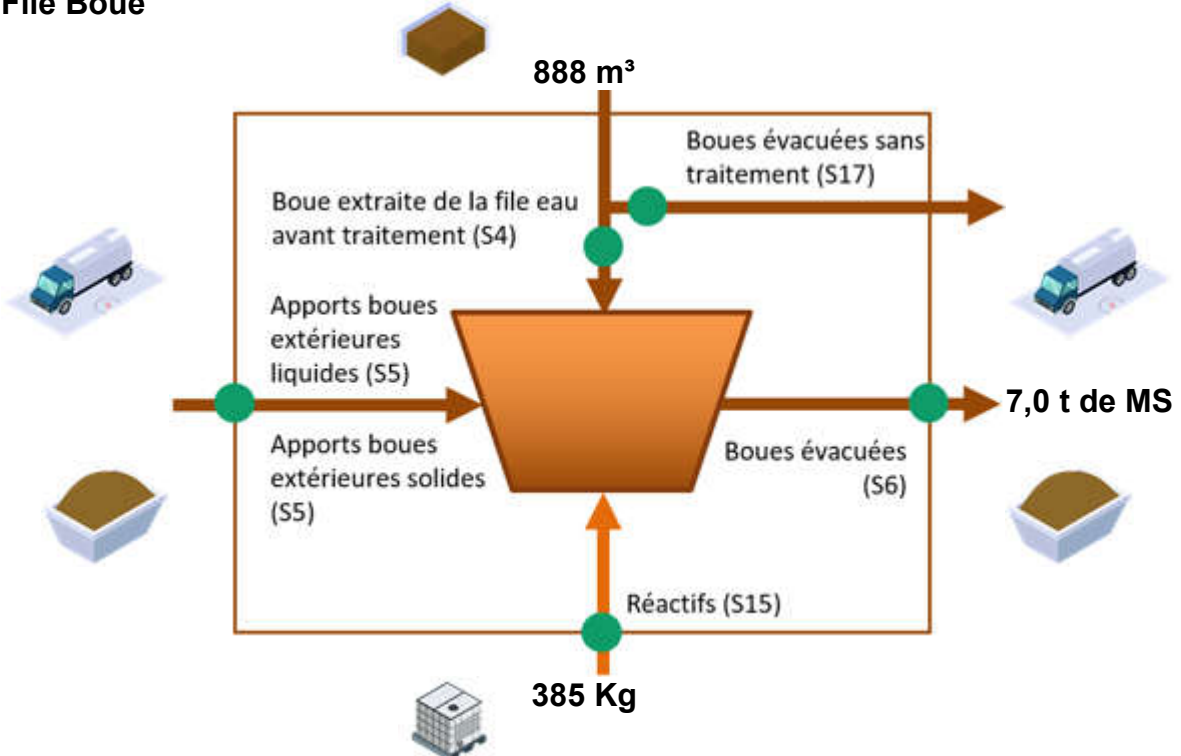 File Boue
888 m³
Boues évacuées sans
traitement (S17)
Boue extraite de la file eau
avant traitement (S4)
Apports boues
extérieures
liquides (S5)
7,0 t de MS
Apports boues
extérieures solides
(S5)
Boues évacuées
(S6)
Réactifs (S15)
385 Kg